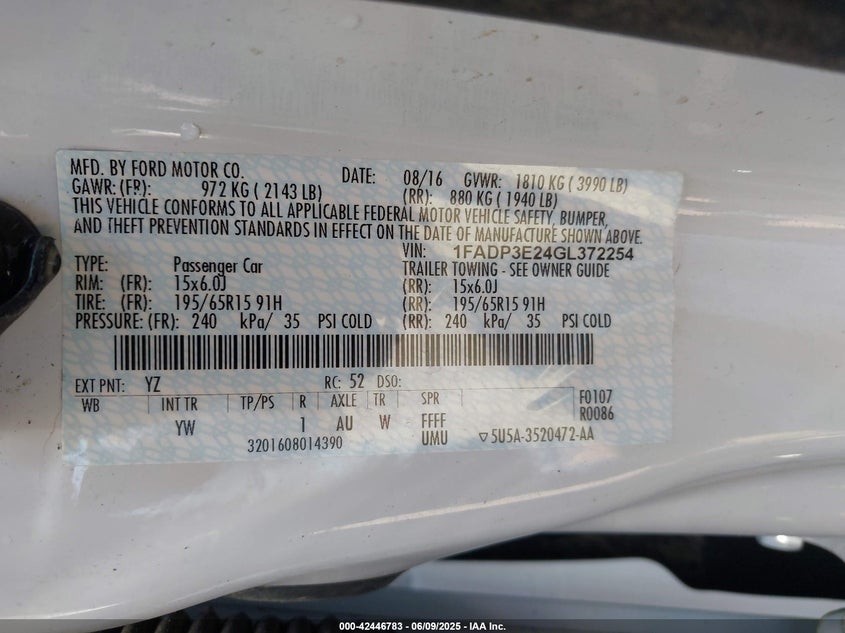 MFD. BY FORD MOTOR CO. DATE: 08/16 GVWR: 1810 KG ( 3990 LB)
GAWR: (FR): 972 KG ( 2143 LB) (RR): 880 KG ( 1940 LB)
THIS VEHICLE CONFORMS TO ALL APPLICABLE FEDERAL MOTOR VEHICLE SAFETY, BUMPER,
AND THEFT PREVENTION STANDARDS IN EFFECT ON THE DATE OF MANUFACTURE SHOWN ABOVE.
VIN: 1FADP3E24GL372254
TYPE: Passenger Car TRAILER TOWING - SEE OWNER GUIDE
RIM: (FR): 15x6.0J (RR): 15x6.0J
TIRE: (FR): 195/65R15 91H (RR): 195/65R15 91H
PRESSURE: (FR): 240 kPa/ 35 PSI COLD (RR): 240 kPa/ 35 PSI COLD
EXT PNT: YZ RC: 52 DSO:
WB INT TR TP/PS R AXLE TR SPR F0107
R0086
YW 1 AU W FFFF
UMU
3201608014390 ▽5U5A-3520472-AA
000-42446783 - 06/09/2025 - IAA Inc.